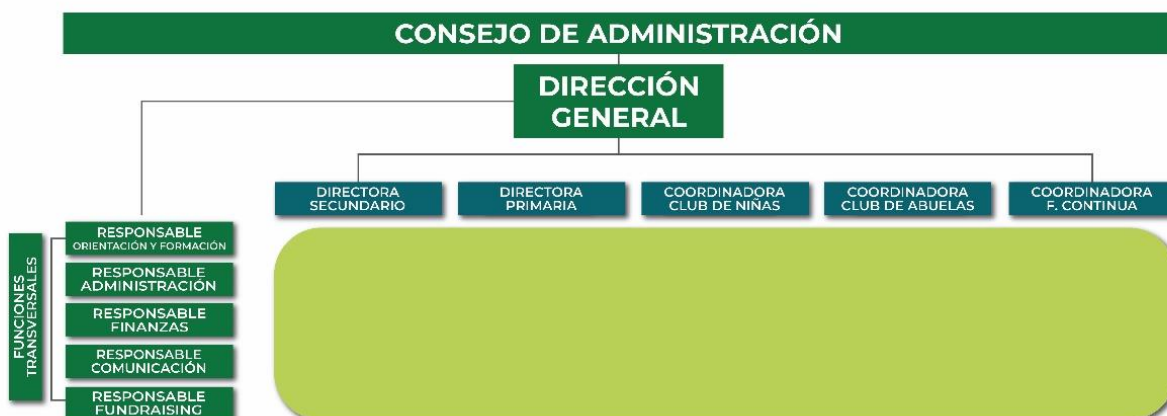 CONSEJO DE ADMINISTRACIÓN
DIRECCIÓN
GENERAL
DIRECTORA
SECUNDARIO
DIRECTORA
PRIMARIA
COORDINADORA
CLUB DE NIÑAS
COORDINADORA
CLUB DE ABUELAS
COORDINADORA
F. CONTINUA
FUNCIONES
TRANSVERSALES
RESPONSABLE
ORIENTACIÓN Y FORMACIÓN
RESPONSABLE
ADMINISTRACIÓN
RESPONSABLE
FINANZAS
RESPONSABLE
COMUNICACIÓN
RESPONSABLE
FUNDRAISING